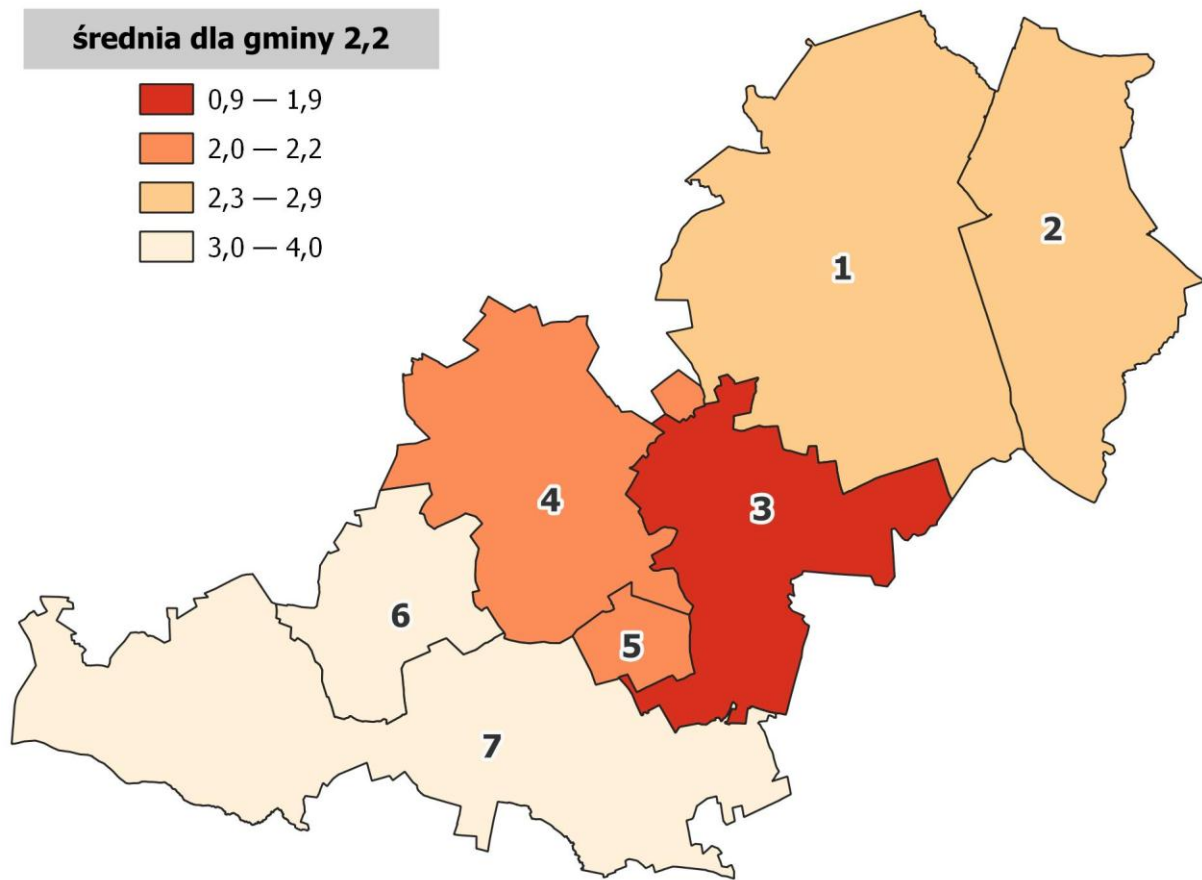 średnia dla gminy 2,2
0,9 — 1,9
2,0 — 2,2
2,3 — 2,9
3,0 — 4,0
1
2
3
4
5
6
7